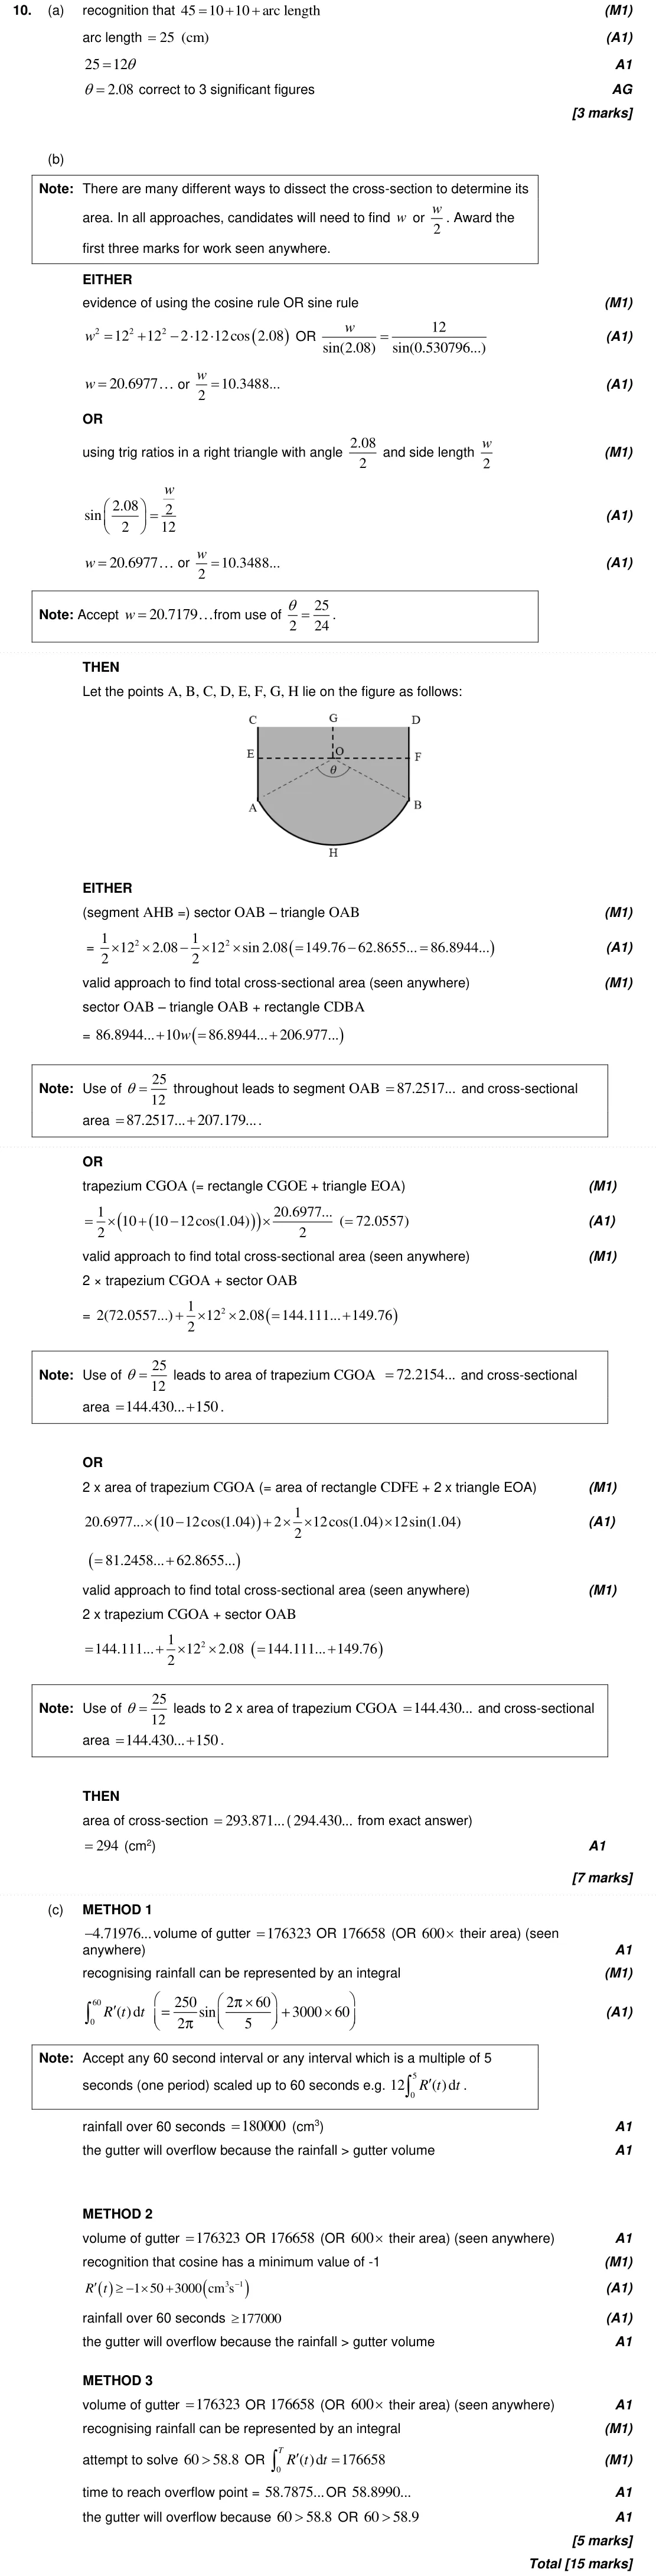 10. (a) recognition that 45 = 10 + 10 + arc length (M1)
arc length = 25 (cm) (A1)
25 = 12θ A1
θ = 2.08 correct to 3 significant figures AG
[3 marks]
(b)
Note: There are many different ways to dissect the cross-section to determine its
area. In all approaches, candidates will need to find w or w/2. Award the
first three marks for work seen anywhere.
EITHER
evidence of using the cosine rule OR sine rule (M1)
w² = 12² + 12² − 2·12·12cos(2.08) OR w/sin(2.08) = 12/sin(0.530796...) (A1)
w = 20.6977… or w/2 = 10.3488... (A1)
OR
using trig ratios in a right triangle with angle 2.08/2 and side length w/2 (M1)
sin(2.08/2) = (w/2)/12 (A1)
w = 20.6977… or w/2 = 10.3488... (A1)
Note: Accept w = 20.7179…from use of θ/2 = 25/24.
THEN
Let the points A, B, C, D, E, F, G, H lie on the figure as follows:
C G D
E O F
θ
A B
H
EITHER
(segment AHB =) sector OAB – triangle OAB (M1)
= 1/2 × 12² × 2.08 − 1/2 × 12² × sin 2.08 (= 149.76 − 62.8655... = 86.8944...) (A1)
valid approach to find total cross-sectional area (seen anywhere) (M1)
sector OAB – triangle OAB + rectangle CDBA
= 86.8944... + 10w (= 86.8944... + 206.977...)
Note: Use of θ = 25/12 throughout leads to segment OAB = 87.2517... and cross-sectional
area = 87.2517... + 207.179....
OR
trapezium CGOA (= rectangle CGOE + triangle EOA) (M1)
= 1/2 × (10 + (10 − 12cos(1.04))) × 20.6977.../2 (= 72.0557) (A1)
valid approach to find total cross-sectional area (seen anywhere) (M1)
2 × trapezium CGOA + sector OAB
= 2(72.0557...) + 1/2 × 12² × 2.08 (= 144.111... + 149.76)
Note: Use of θ = 25/12 leads to area of trapezium CGOA = 72.2154... and cross-sectional
area = 144.430... + 150.
OR
2 x area of trapezium CGOA (= area of rectangle CDFE + 2 x triangle EOA) (M1)
20.6977... × (10 − 12cos(1.04)) + 2 × 1/2 × 12cos(1.04) × 12sin(1.04) (A1)
(= 81.2458... + 62.8655...)
valid approach to find total cross-sectional area (seen anywhere) (M1)
2 x trapezium CGOA + sector OAB
= 144.111... + 1/2 × 12² × 2.08 (= 144.111... + 149.76)
Note: Use of θ = 25/12 leads to 2 x area of trapezium CGOA = 144.430... and cross-sectional
area = 144.430... + 150.
THEN
area of cross-section = 293.871... ( 294.430... from exact answer)
= 294 (cm²) A1
[7 marks]
(c) METHOD 1
−4.71976... volume of gutter = 176323 OR 176658 (OR 600× their area) (seen
anywhere) A1
recognising rainfall can be represented by an integral (M1)
∫₀⁶⁰ R′(t) dt (= 250/2π sin(2π × 60/5) + 3000 × 60) (A1)
Note: Accept any 60 second interval or any interval which is a multiple of 5
seconds (one period) scaled up to 60 seconds e.g. 12∫₀⁵ R′(t) dt.
rainfall over 60 seconds = 180000 (cm³) A1
the gutter will overflow because the rainfall > gutter volume A1
METHOD 2
volume of gutter = 176323 OR 176658 (OR 600× their area) (seen anywhere) A1
recognition that cosine has a minimum value of -1 (M1)
R′(t) ≥ −1 × 50 + 3000 (cm³s⁻¹) (A1)
rainfall over 60 seconds ≥ 177000 (A1)
the gutter will overflow because the rainfall > gutter volume A1
METHOD 3
volume of gutter = 176323 OR 176658 (OR 600× their area) (seen anywhere) A1
recognising rainfall can be represented by an integral (M1)
attempt to solve 60 > 58.8 OR ∫₀ᵀ R′(t) dt = 176658 (M1)
time to reach overflow point = 58.7875... OR 58.8990... A1
the gutter will overflow because 60 > 58.8 OR 60 > 58.9 A1
[5 marks]
Total [15 marks]